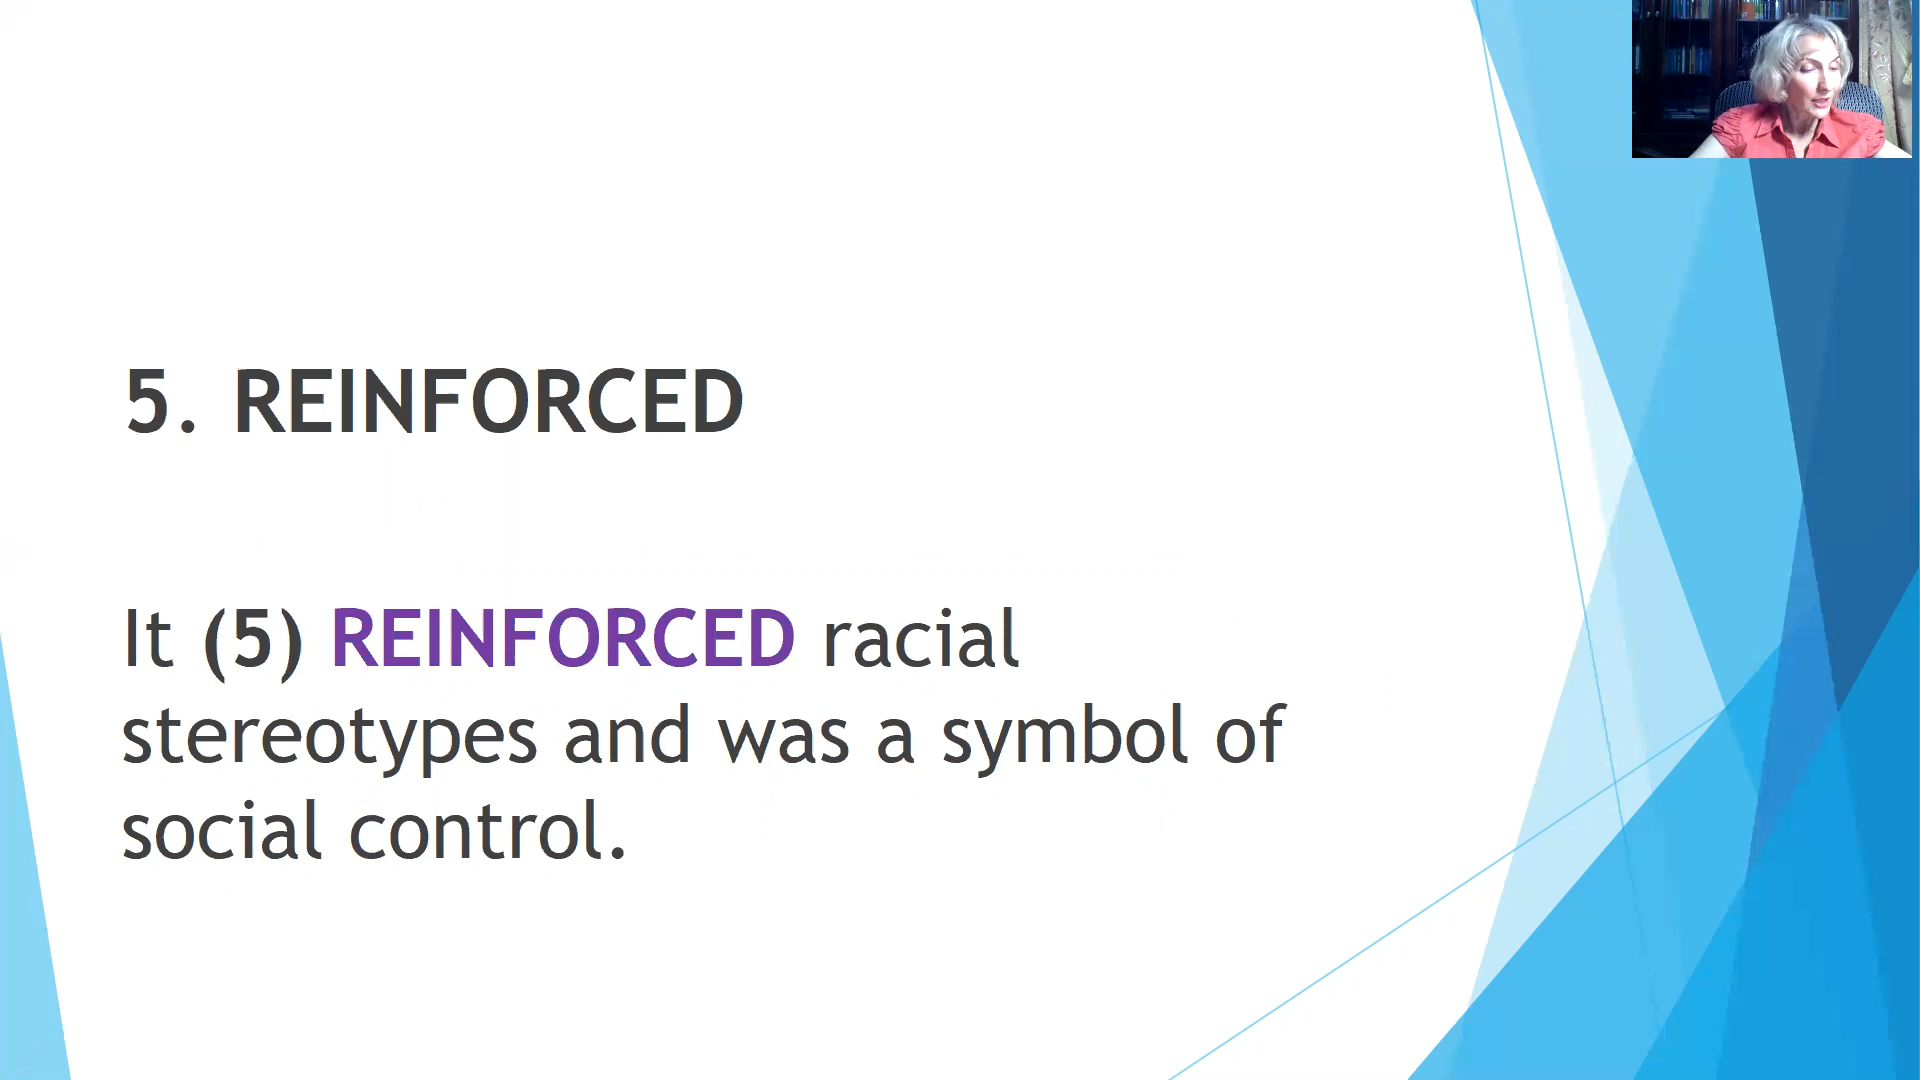 5. REINFORCED
It (5) REINFORCED racial
stereotypes and was a symbol of
social control.